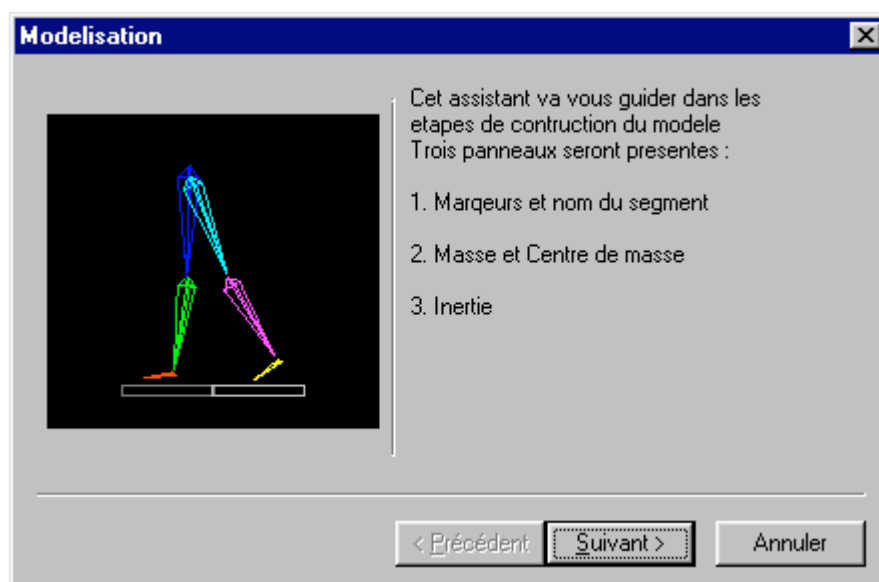 Modelisation
Cet assistant va vous guider dans les
etapes de contruction du modele
Trois panneaux seront presentes :
1. Marqeurs et nom du segment
2. Masse et Centre de masse
3. Inertie
< Précédent
Suivant >
Annuler